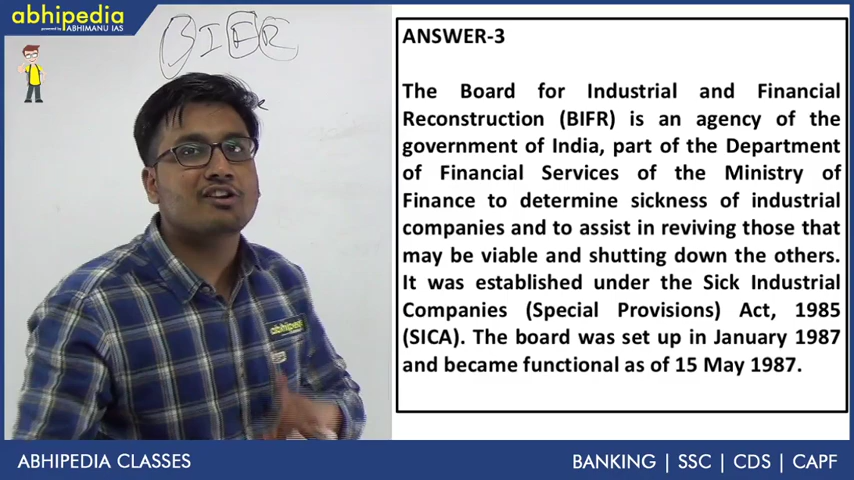 abhipedia
powered by ABHIMANU IAS
BIFR
ANSWER-3
The Board for Industrial and Financial
Reconstruction (BIFR) is an agency of the
government of India, part of the Department
of Financial Services of the Ministry of
Finance to determine sickness of industrial
companies and to assist in reviving those that
may be viable and shutting down the others.
It was established under the Sick Industrial
Companies (Special Provisions) Act, 1985
(SICA). The board was set up in January 1987
and became functional as of 15 May 1987.
abhipedia
ABHIPEDIA CLASSES
BANKING | SSC | CDS | CAPF